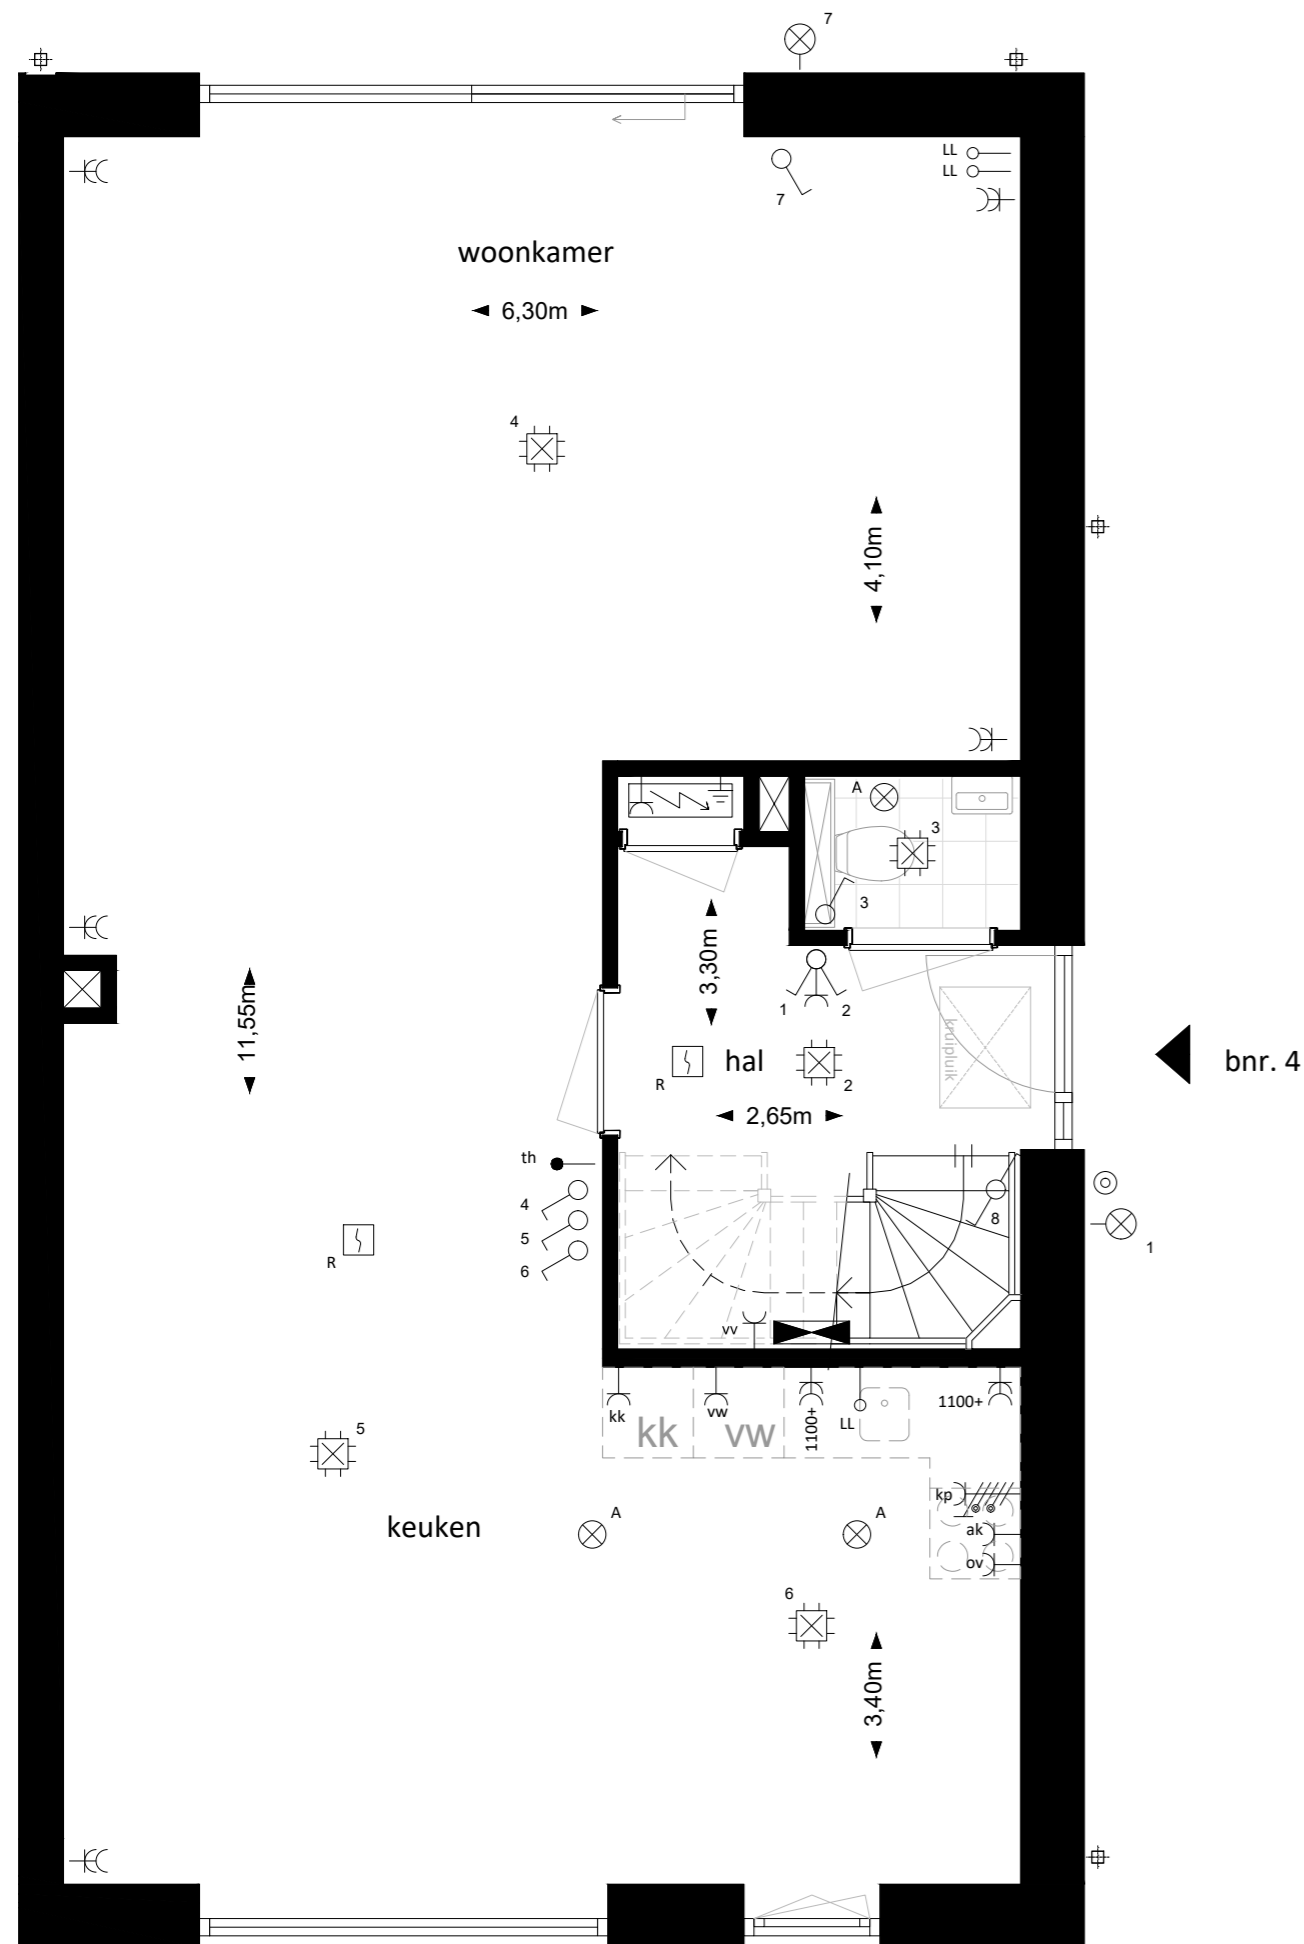 7
LL
LL
7
woonkamer
6,30m
4
4,10m
A
3
3
3,30m
1
2
11,55m
kruipluik
R
hal
2
bnr. 4
2,65m
th
4
5
6
8
1
R
vv
kk
vw
1100+
LL
1100+
kk
vw
5
kp
keuken
A
A
ak
ov
6
3,40m